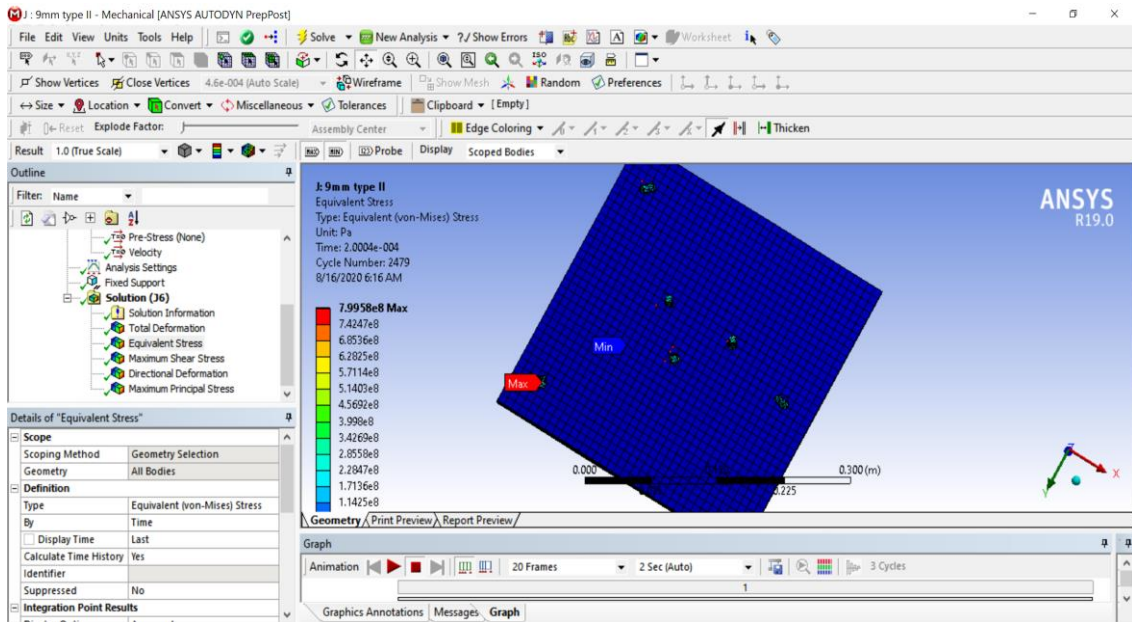 J : 9mm type II - Mechanical [ANSYS AUTODYN PrepPost]
File Edit View Units Tools Help Solve New Analysis ?/ Show Errors Worksheet
Show Vertices Close Vertices 4.6e-004 (Auto Scale) Wireframe Show Mesh Random Preferences
Size Location Convert Miscellaneous Tolerances Clipboard [Empty]
Reset Explode Factor: Assembly Center Edge Coloring Thicken
Result 1.0 (True Scale) MAX MIN Probe Display Scoped Bodies
Outline
Filter: Name
Pre-Stress (None)
Velocity
Analysis Settings
Fixed Support
Solution (J6)
Solution Information
Total Deformation
Equivalent Stress
Maximum Shear Stress
Directional Deformation
Maximum Principal Stress
Details of "Equivalent Stress"
Scope
Scoping Method Geometry Selection
Geometry All Bodies
Definition
Type Equivalent (von-Mises) Stress
By Time
Display Time Last
Calculate Time History Yes
Identifier
Suppressed No
Integration Point Results
J: 9mm type II
Equivalent Stress
Type: Equivalent (von-Mises) Stress
Unit: Pa
Time: 2.0004e-004
Cycle Number: 2479
8/16/2020 6:16 AM
7.9958e8 Max
7.4247e8
6.8536e8
6.2825e8
5.7114e8
5.1403e8
4.5692e8
3.998e8
3.4269e8
2.8558e8
2.2847e8
1.7136e8
1.1425e8
Min
Max
ANSYS
R19.0
0.000 0.300 (m)
0.225
X
Y
Z
Geometry Print Preview Report Preview
Graph
Animation 20 Frames 2 Sec (Auto) 3 Cycles
1
Graphics Annotations Messages Graph